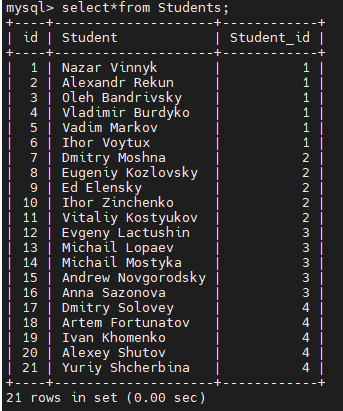 mysql> select*from Students;
+----+---------------------+------------+
| id | Student             | Student_id |
+----+---------------------+------------+
|  1 | Nazar Vinnyk        |          1 |
|  2 | Alexandr Rekun      |          1 |
|  3 | Oleh Bandrivsky     |          1 |
|  4 | Vladimir Burdyko    |          1 |
|  5 | Vadim Markov        |          1 |
|  6 | Ihor Voytux         |          1 |
|  7 | Dmitry Moshna       |          2 |
|  8 | Eugeniy Kozlovsky   |          2 |
|  9 | Ed Elensky          |          2 |
| 10 | Ihor Zinchenko      |          2 |
| 11 | Vitaliy Kostyukov   |          2 |
| 12 | Evgeny Lactushin    |          3 |
| 13 | Michail Lopaev      |          3 |
| 14 | Michail Mostyka     |          3 |
| 15 | Andrew Novgorodsky  |          3 |
| 16 | Anna Sazonova       |          3 |
| 17 | Dmitry Solovey      |          4 |
| 18 | Artem Fortunatov    |          4 |
| 19 | Ivan Khomenko       |          4 |
| 20 | Alexey Shutov       |          4 |
| 21 | Yuriy Shcherbina    |          4 |
+----+---------------------+------------+
21 rows in set (0.00 sec)